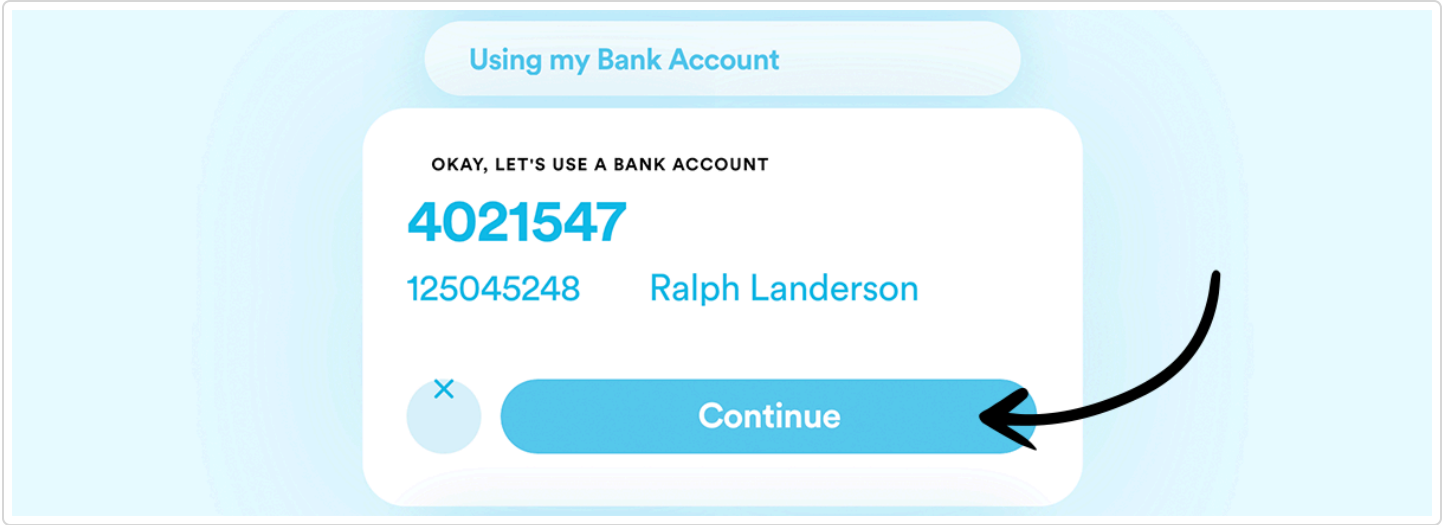 Using my Bank Account
OKAY, LET'S USE A BANK ACCOUNT
4021547
125045248 Ralph Landerson
Continue